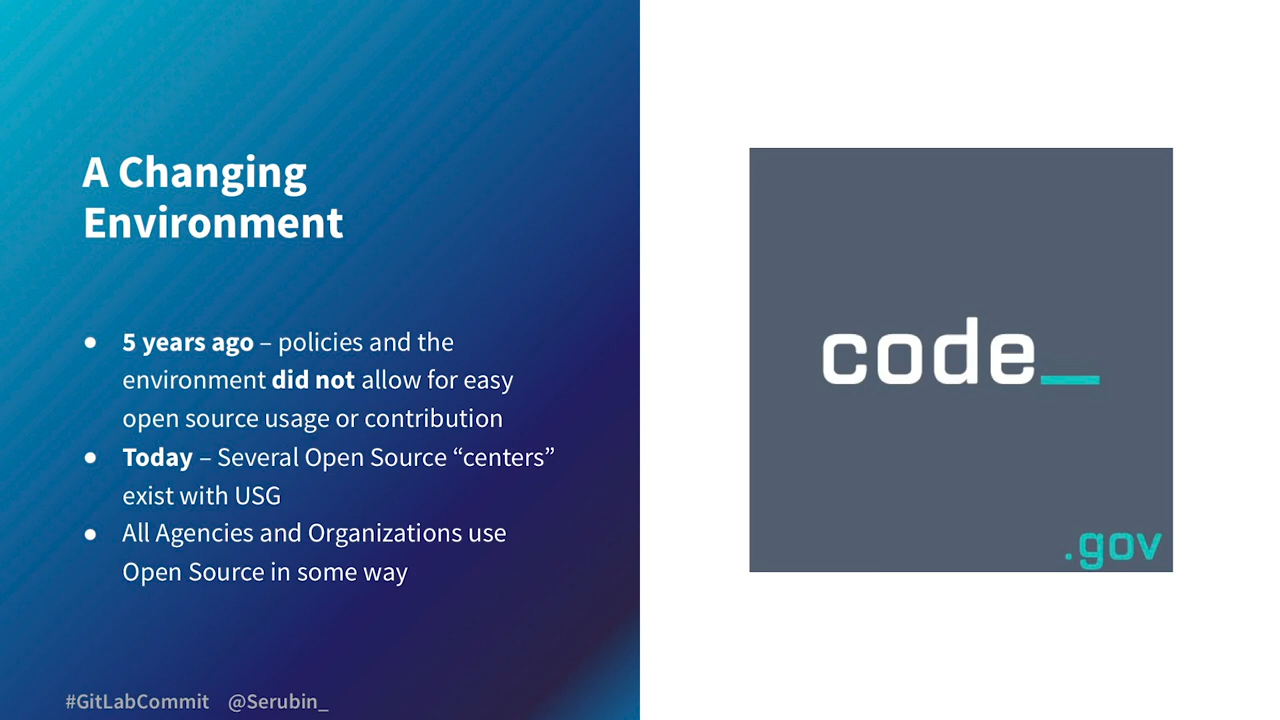 A Changing
Environment
● 5 years ago – policies and the
environment did not allow for easy
open source usage or contribution
● Today – Several Open Source “centers”
exist with USG
● All Agencies and Organizations use
Open Source in some way
#GitLabCommit @Serubin_
code_
.gov